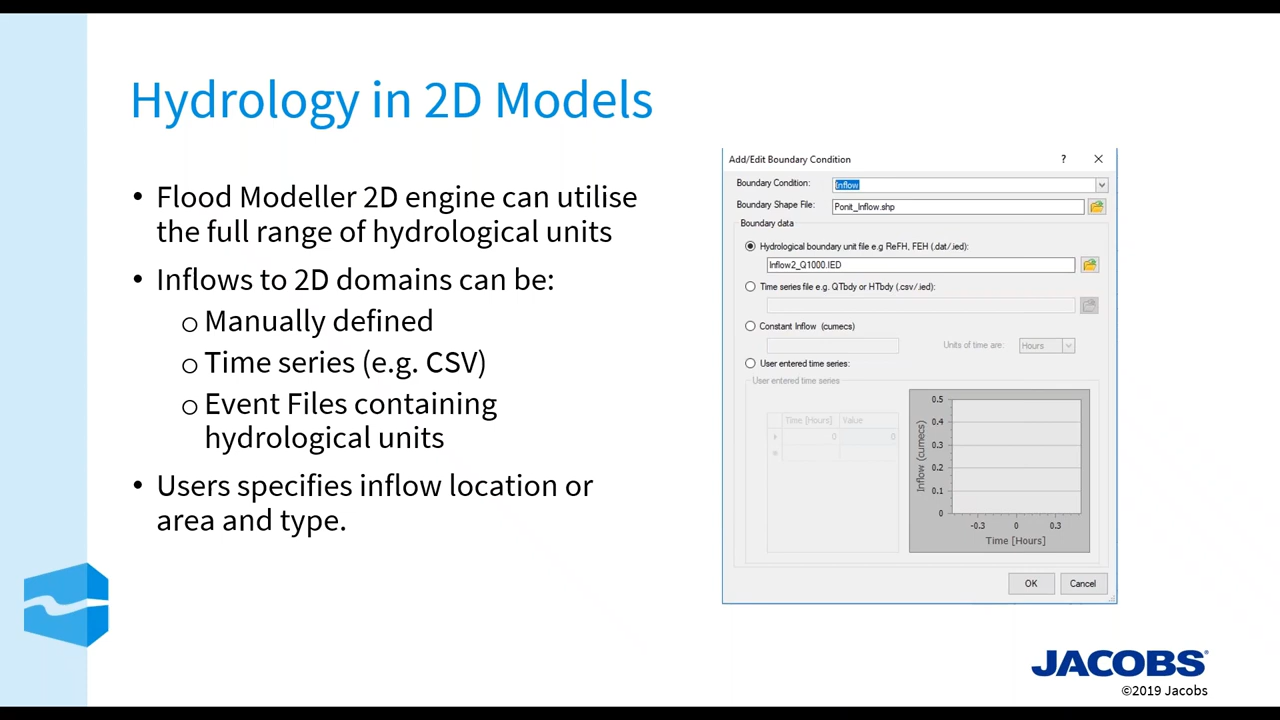 Hydrology in 2D Models
• Flood Modeller 2D engine can utilise
the full range of hydrological units
• Inflows to 2D domains can be:
o Manually defined
o Time series (e.g. CSV)
o Event Files containing
hydrological units
• Users specifies inflow location or
area and type.
Add/Edit Boundary Condition
?
Boundary Condition:
Inflow
Boundary Shape File:
Ponit_Inflow.shp
Boundary data
Hydrological boundary unit file e.g ReFH, FEH (.dat/.ied):
Inflow2_Q1000.IED
Time series file e.g. QTbdy or HTbdy (.csv/.ied):
Constant Inflow (cumecs)
Units of time are:
Hours
User entered time series:
User entered time series
Time [Hours]
Value
0
0
Inflow (cumecs)
0.5
0.4
0.3
0.2
0.1
0
-0.3
0
0.3
Time [Hours]
OK
Cancel
JACOBS®
©2019 Jacobs